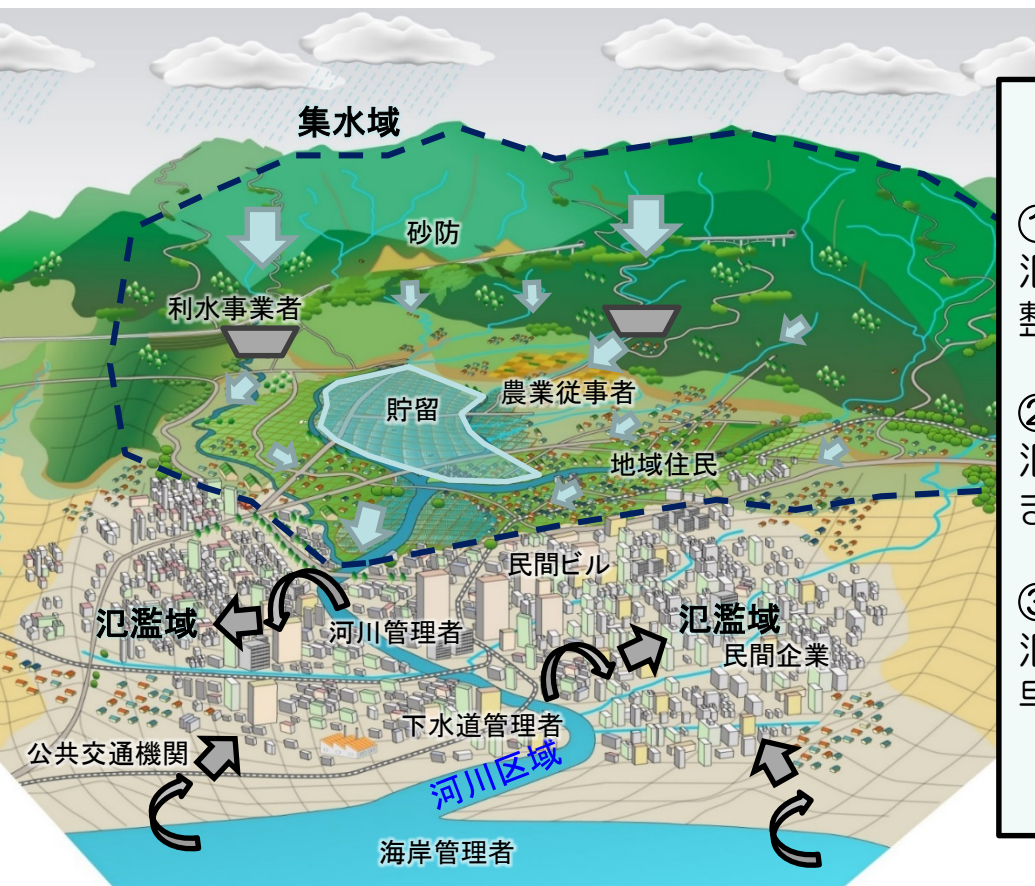 集水域
砂防
利水事業者
貯留
農業従事者
地域住民
民間ビル
氾濫域
河川管理者
氾濫域
民間企業
下水道管理者
公共交通機関
河川区域
海岸管理者
①
②
③